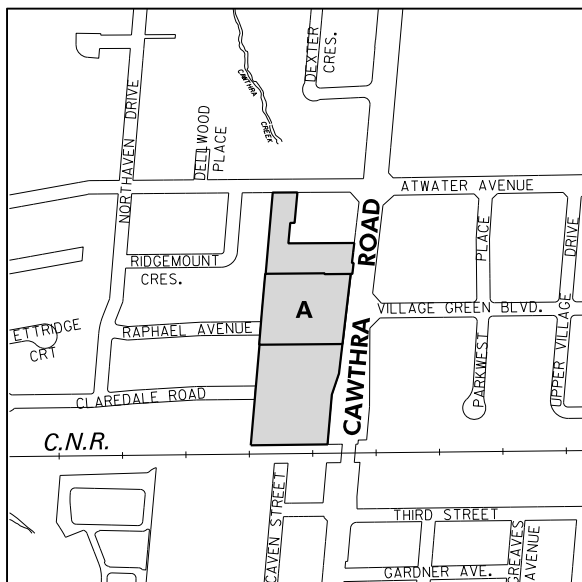 DEXTER
CRES.
CAWTHRA
CREEK
NORTHAVEN DRIVE
DELLWOOD
PLACE
ATWATER AVENUE
CAWTHRA ROAD
RIDGEMOUNT
CRES.
PARKWEST PLACE
UPPER VILLAGE DRIVE
A
VILLAGE GREEN BLVD.
ETTRIDGE
CRT
RAPHAEL AVENUE
CLAREDALE ROAD
C.N.R.
CAVEN STREET
THIRD STREET
GREAVES
AVENUE
GARDNER AVE.